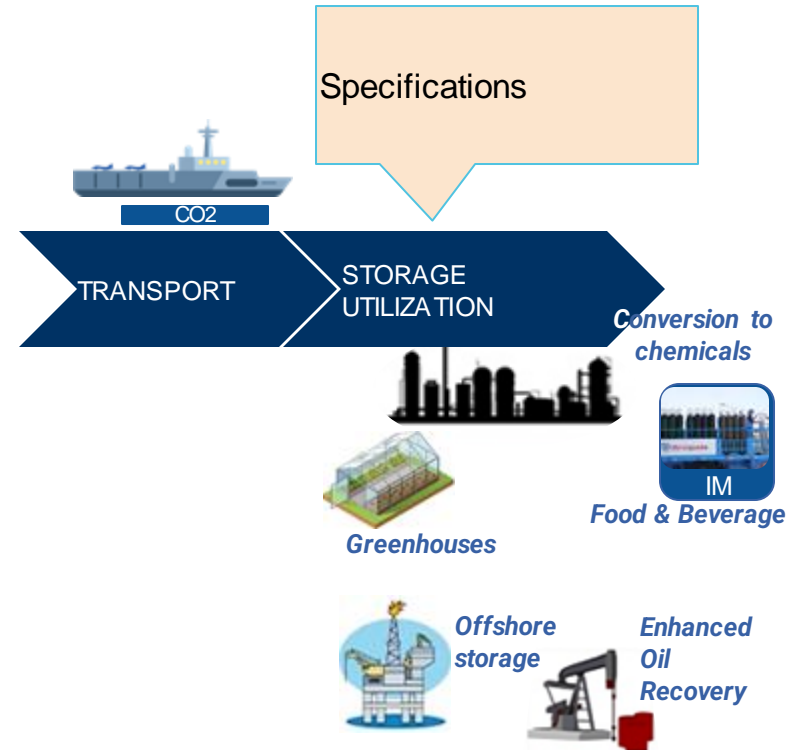 Specifications
CO2
TRANSPORT
STORAGE
UTILIZATION
Conversion to
chemicals
IM
Food & Beverage
Greenhouses
Offshore
storage
Enhanced
Oil
Recovery